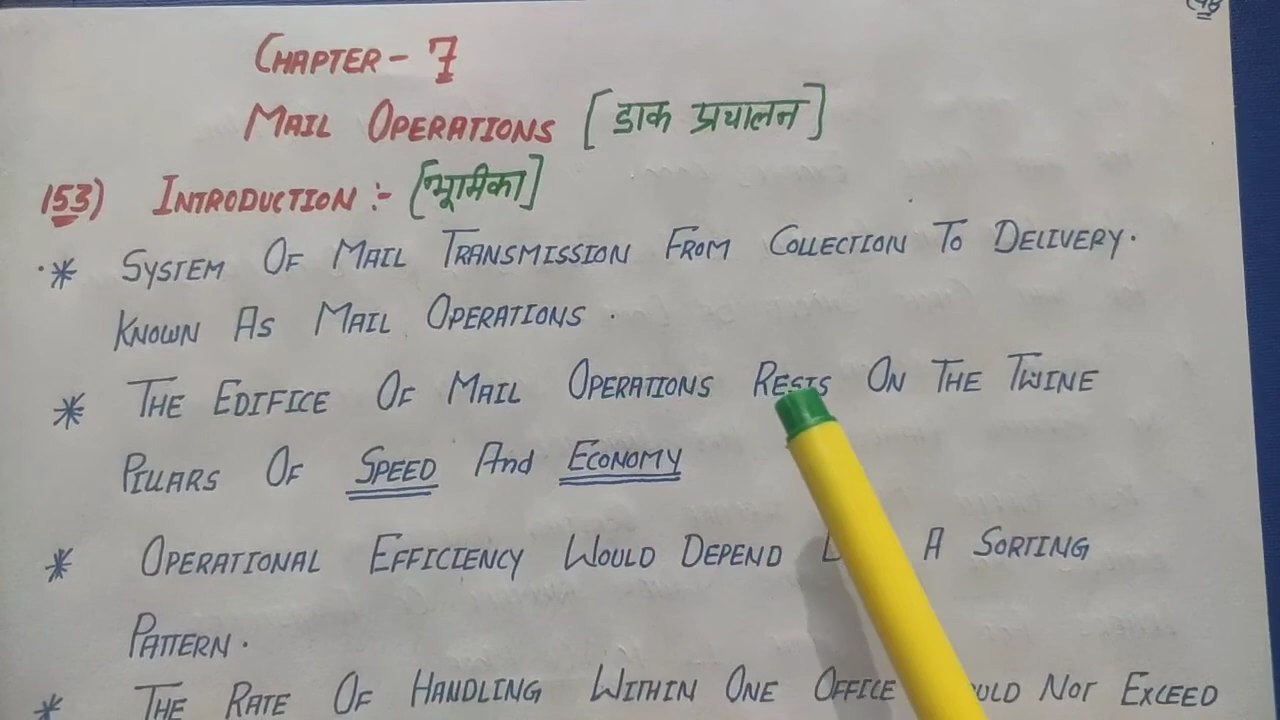 CHAPTER - 7
MAIL OPERATIONS [डाक प्रचालन]
153) INTRODUCTION :- [भूमिका]
* SYSTEM OF MAIL TRANSMISSION FROM COLLECTION TO DELIVERY.
KNOWN AS MAIL OPERATIONS .
* THE EDIFICE OF MAIL OPERATIONS RESTS ON THE TWINE
PILLARS OF SPEED And ECONOMY
* OPERATIONAL EFFICIENCY WOULD DEPEND A SORTING
PATTERN.
* THE RATE OF HANDLING WITHIN ONE OFFICE NOT EXCEED